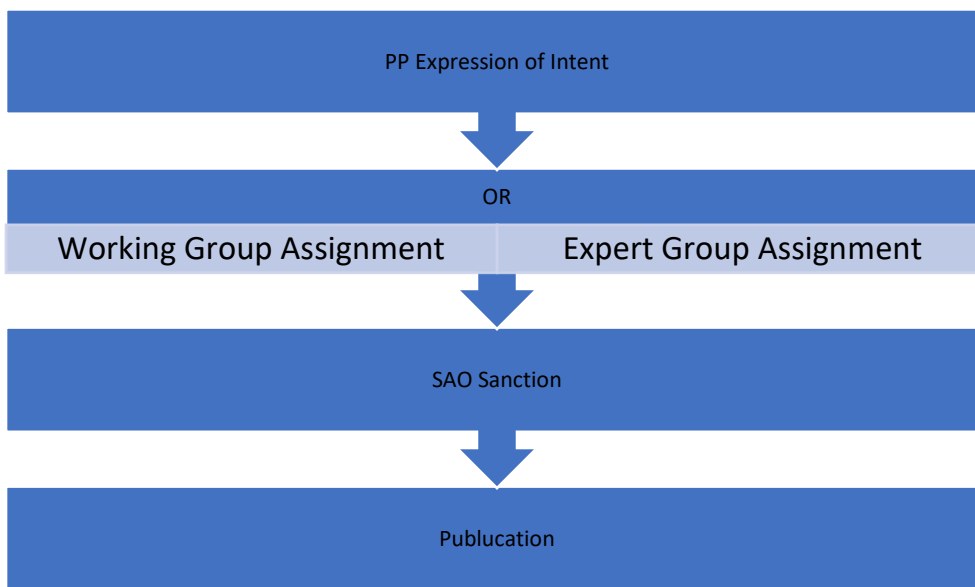 PP Expression of Intent
OR
Working Group Assignment
Expert Group Assignment
SAO Sanction
Publucation